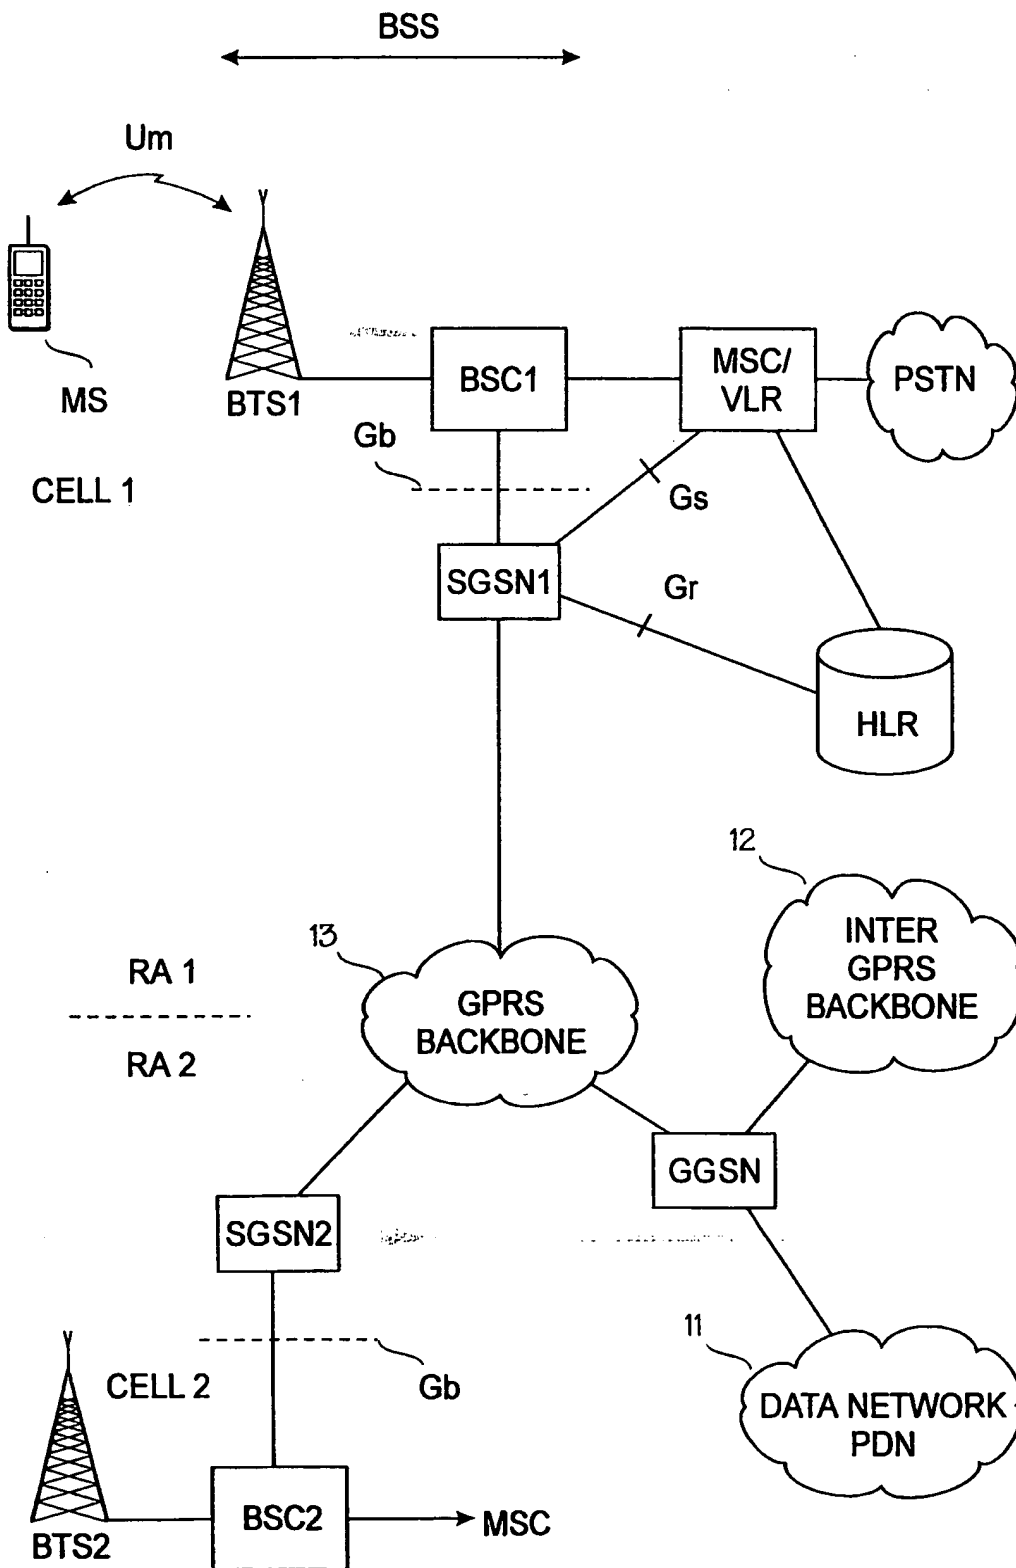 BSS
Um
MS
BTS1
BSC1
MSC/
VLR
PSTN
Gb
CELL 1
Gs
SGSN1
Gr
HLR
12
INTER
GPRS
BACKBONE
13
RA 1
GPRS
BACKBONE
RA 2
GGSN
SGSN2
11
CELL 2
Gb
DATA NETWORK
PDN
BTS2
BSC2
MSC